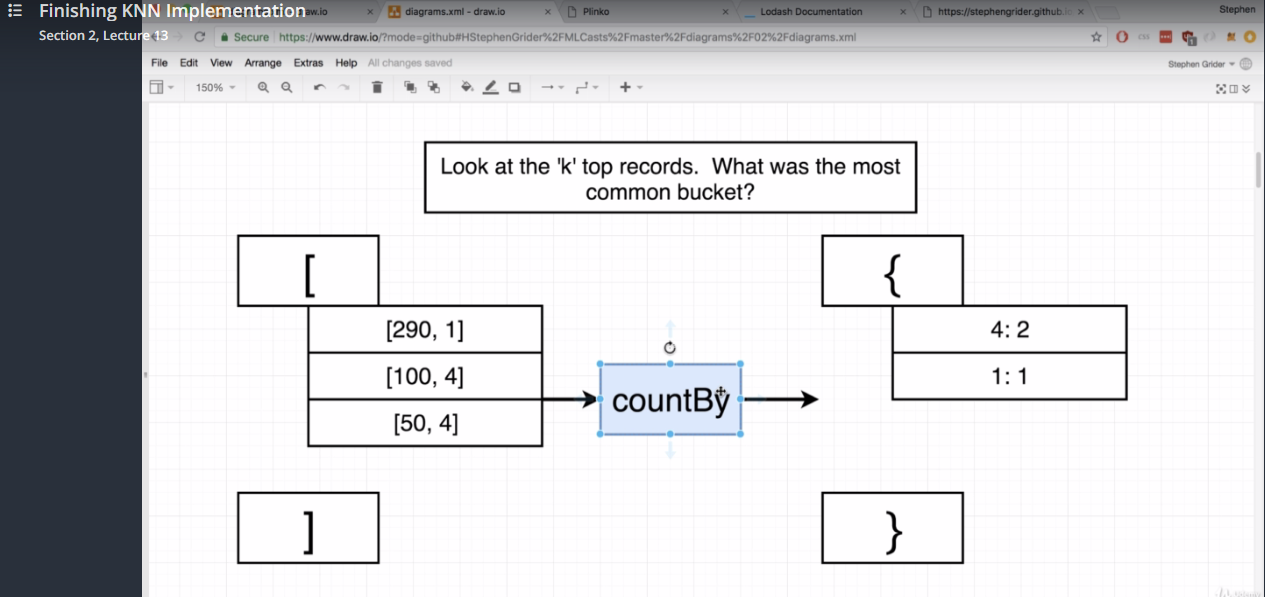 Finishing KNN Implementation
Section 2, Lecture 13
aw.io
diagrams.xml - draw.io
Plinko
Lodash Documentation
https://stephengrider.github.ic
Stephen
Secure https://www.draw.io/?mode=github#HStephenGrider%2FMLCasts%2Fmaster%2Fdiagrams%2F02%2Fdiagrams.xml
File Edit View Arrange Extras Help All changes saved
Stephen Grider
150%
Look at the 'k' top records. What was the most
common bucket?
[
[290, 1]
[100, 4]
[50, 4]
]
countBy
{
4: 2
1: 1
}